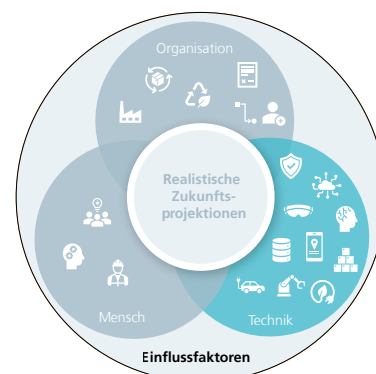 Organisation
Realistische
Zukunfts-
projektionen
Mensch
Technik
Einflussfaktoren